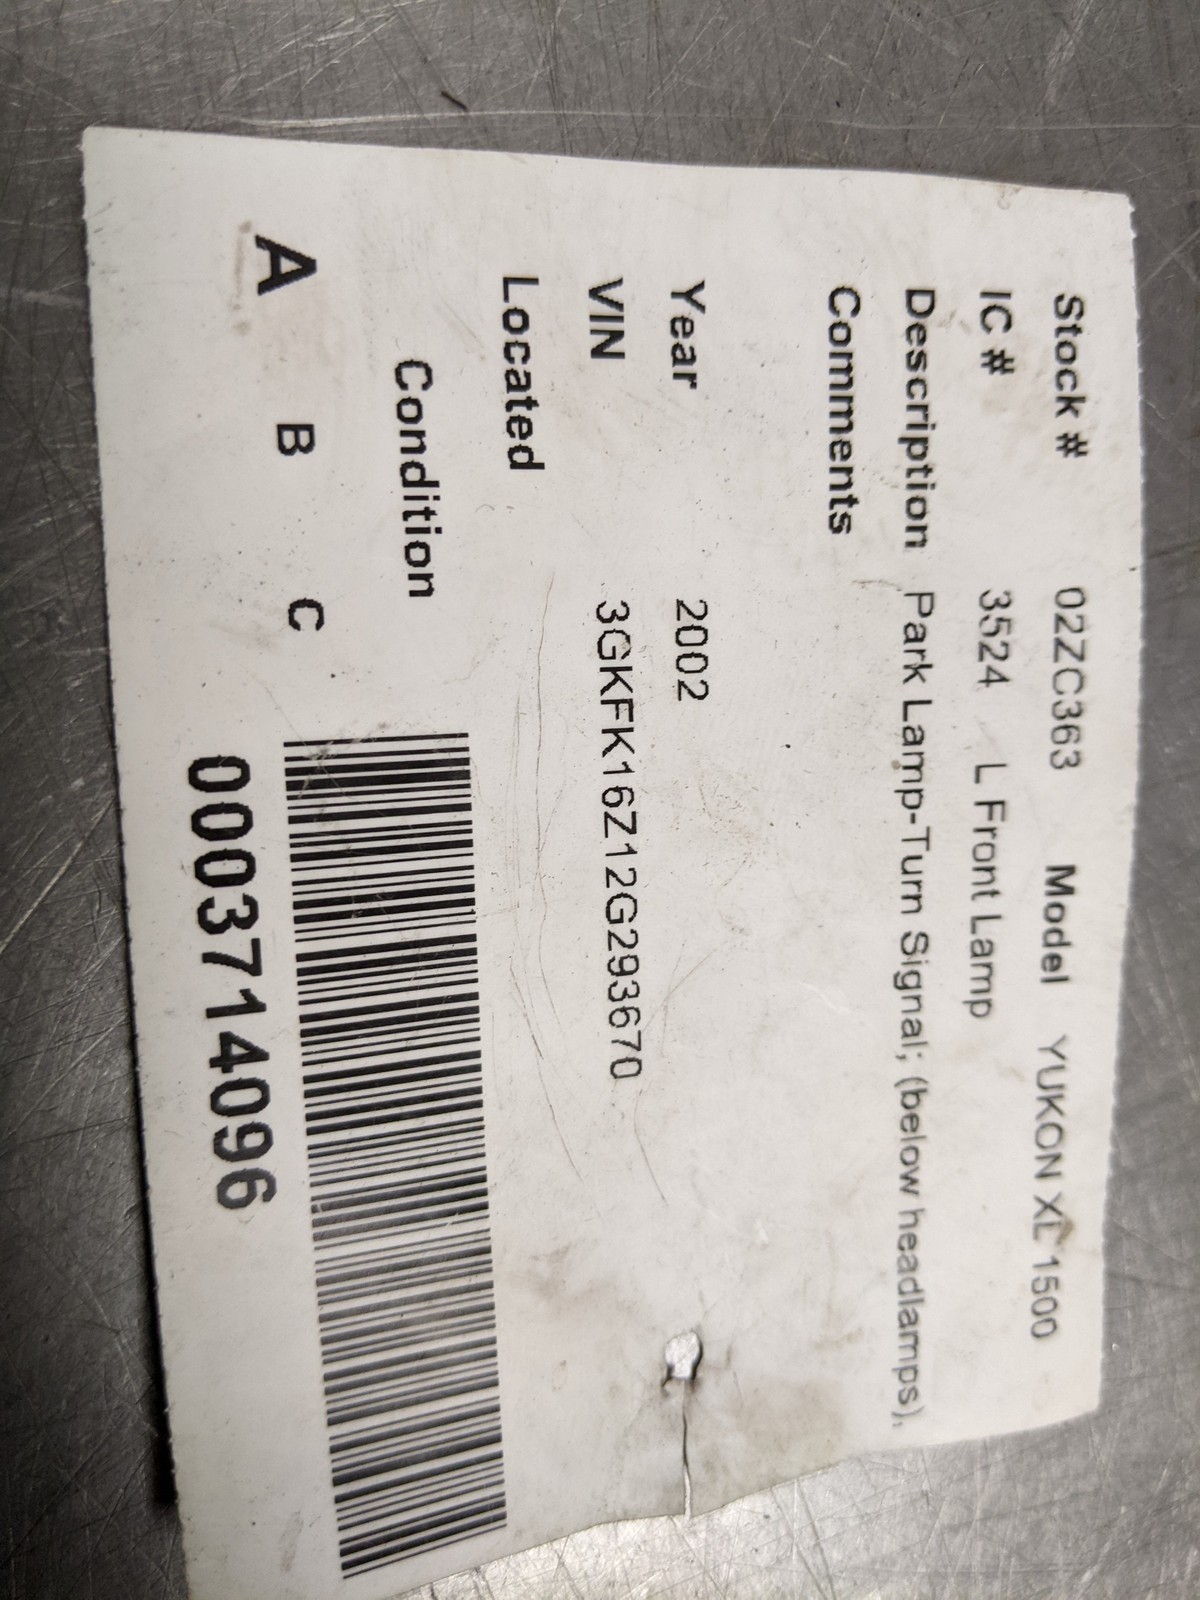 Stock # 02ZC363 Model YUKON XL 1500
IC # 3524 L Front Lamp
Description Park Lamp-Turn Signal; (below headlamps),
Comments
Year 2002
VIN 3GKFK16Z12G293670
Located
Condition
A B C
0003714096